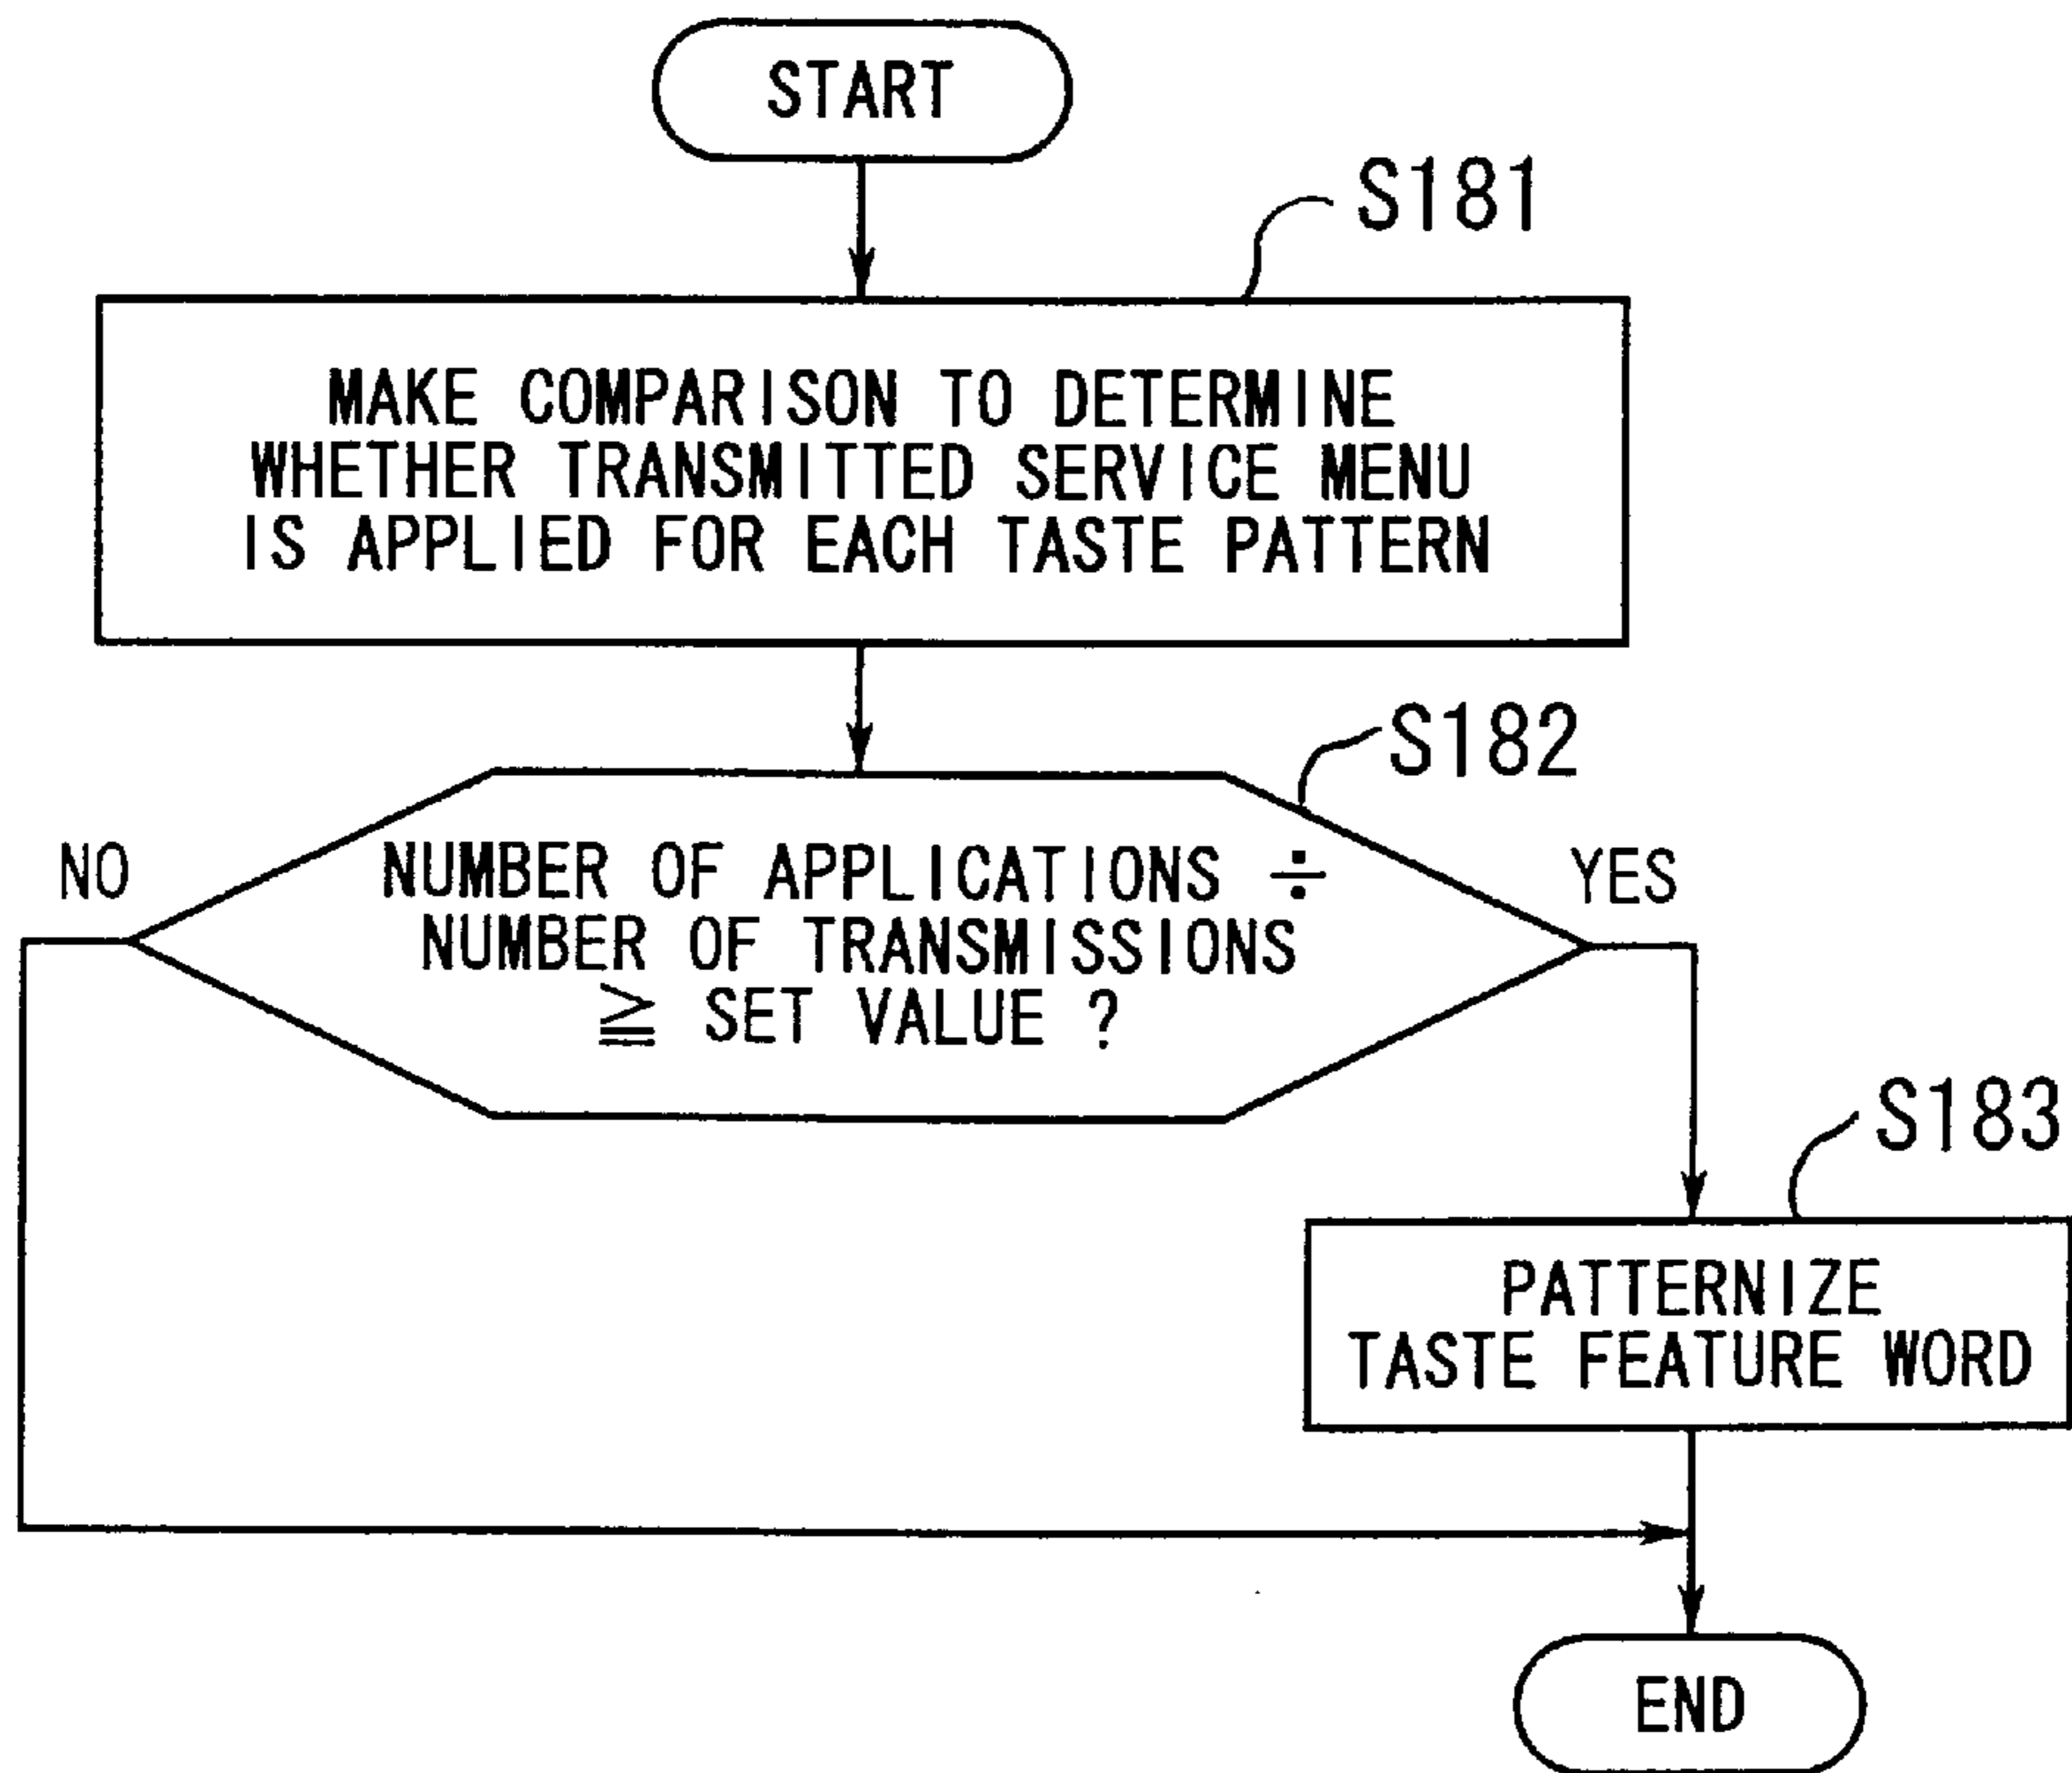 START
S181
MAKE COMPARISON TO DETERMINE
WHETHER TRANSMITTED SERVICE MENU
IS APPLIED FOR EACH TASTE PATTERN
S182
NO
NUMBER OF APPLICATIONS ÷
NUMBER OF TRANSMISSIONS
≧ SET VALUE ?
YES
S183
PATTERNIZE
TASTE FEATURE WORD
END